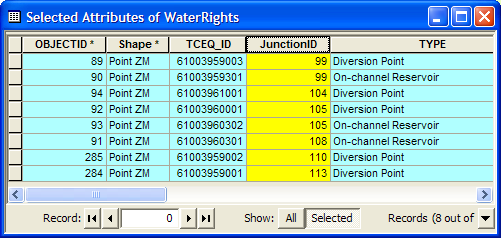 Selected Attributes of WaterRights
OBJECTID * Shape * TCEQ_ID JunctionID TYPE
89 Point ZM 61003959003 99 Diversion Point
90 Point ZM 61003959301 99 On-channel Reservoir
94 Point ZM 61003961001 104 Diversion Point
92 Point ZM 61003960001 105 Diversion Point
93 Point ZM 61003960302 105 On-channel Reservoir
91 Point ZM 61003960301 108 On-channel Reservoir
285 Point ZM 61003959002 110 Diversion Point
284 Point ZM 61003959001 113 Diversion Point
Record: 0 Show: All Selected Records (8 out of